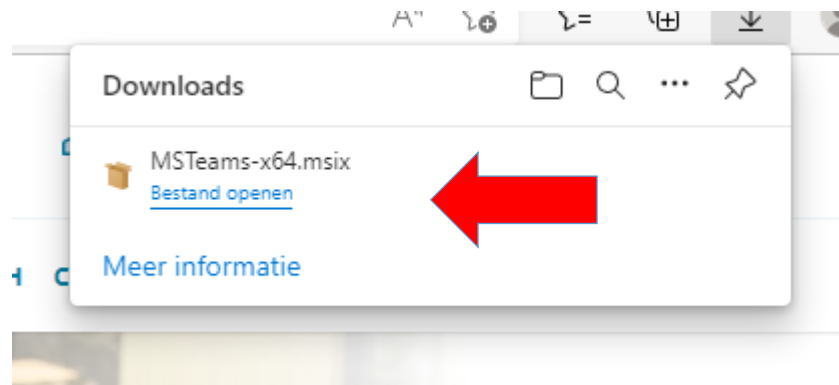 Downloads
MSTeams-x64.msix
Bestand openen
Meer informatie